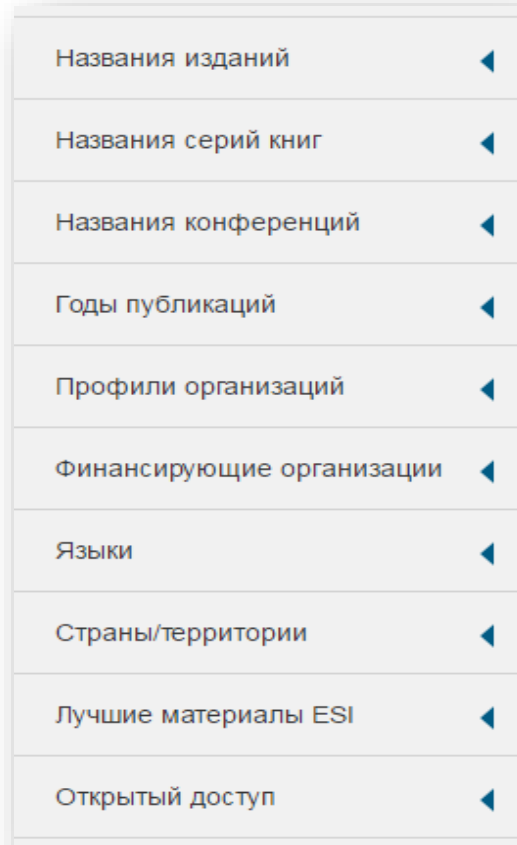 Названия изданий
Названия серий книг
Названия конференций
Годы публикаций
Профили организаций
Финансирующие организации
Языки
Страны/территории
Лучшие материалы ESI
Открытый доступ